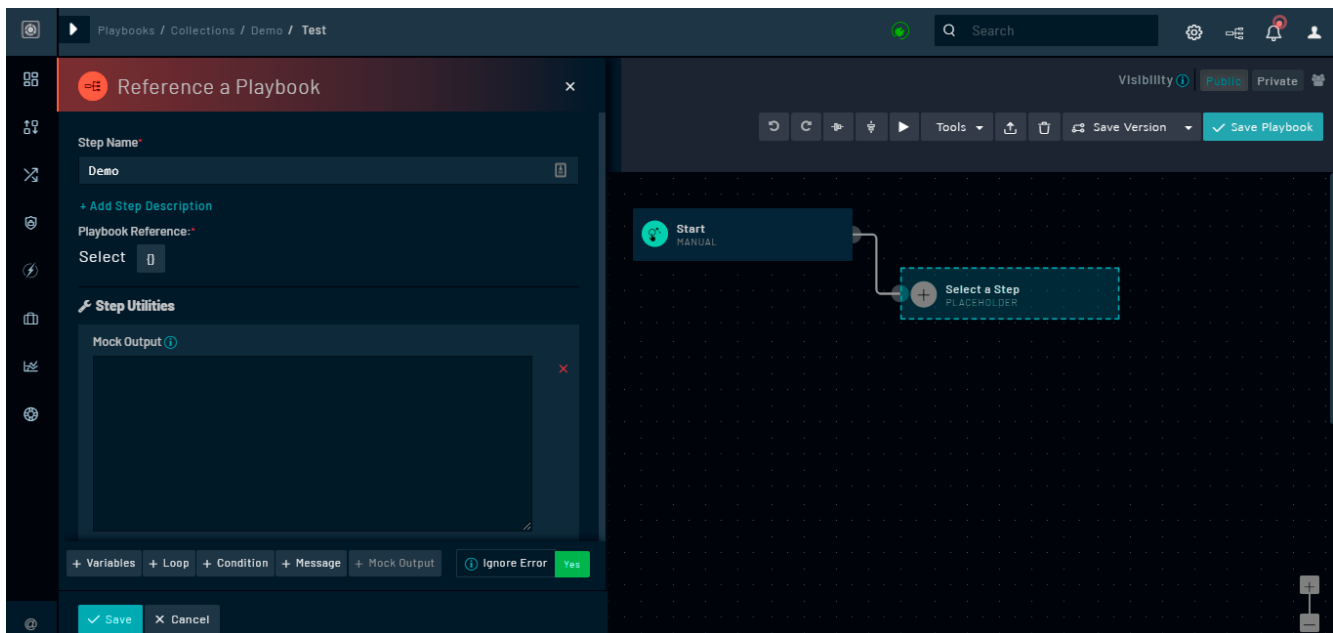 Playbooks / Collections / Demo / Test
Search
Reference a Playbook
Visibility
Public
Private
Tools
Save Version
Save Playbook
Step Name*
Demo
+ Add Step Description
Playbook Reference:*
Select {}
Step Utilities
Mock Output
+ Variables
+ Loop
+ Condition
+ Message
+ Mock Output
Ignore Error
Yes
Save
Cancel
Start
MANUAL
Select a Step
PLACEHOLDER
@